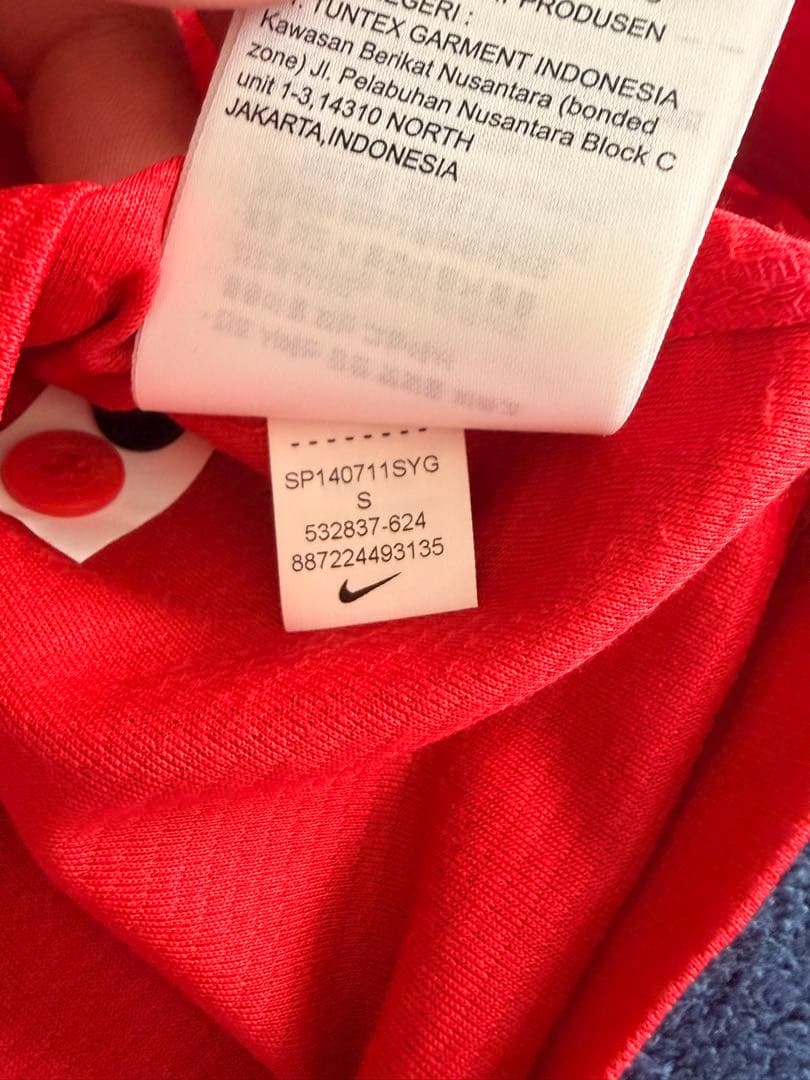 EGERI :
PRODUSEN
TUNTEX GARMENT INDONESIA
Kawasan Berikat Nusantara (bonded
zone) Jl. Pelabuhan Nusantara Block C
unit 1-3,14310 NORTH
JAKARTA,INDONESIA
SP140711SYG
S
532837-624
887224493135